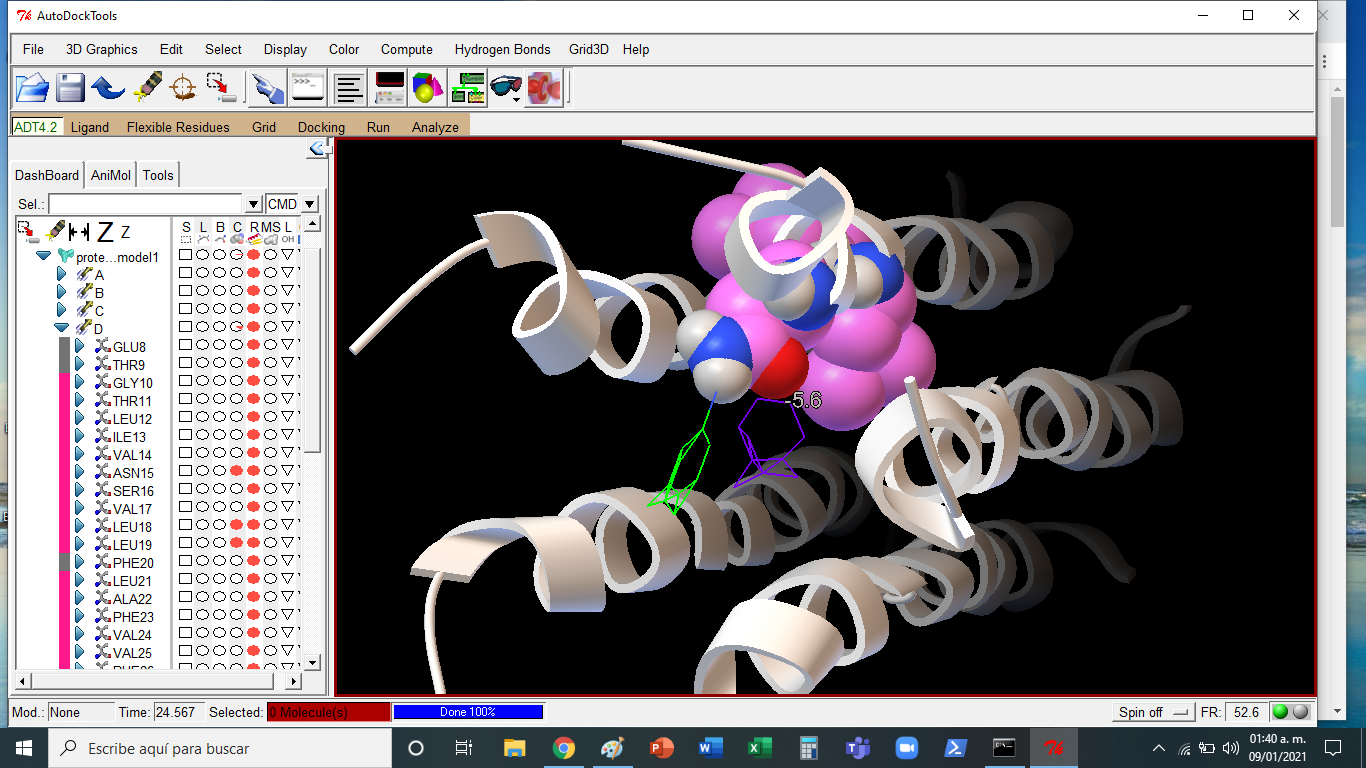 AutoDockTools
File 3D Graphics Edit Select Display Color Compute Hydrogen Bonds Grid3D Help
ADT4.2 Ligand Flexible Residues Grid Docking Run Analyze
DashBoard AniMol Tools
Sel.: CMD
Z Z S L B C R MS L
OH
prote...model1
A
B
C
D
GLU8
THR9
GLY10
THR11
LEU12
ILE13
VAL14
ASN15
SER16
VAL17
LEU18
LEU19
PHE20
LEU21
ALA22
PHE23
VAL24
VAL25
-5.6
Mod.: None Time: 24.567 Selected: 0 Molecule(s) Done 100% Spin off FR: 52.6
Escribe aquí para buscar
01:40 a. m.
09/01/2021